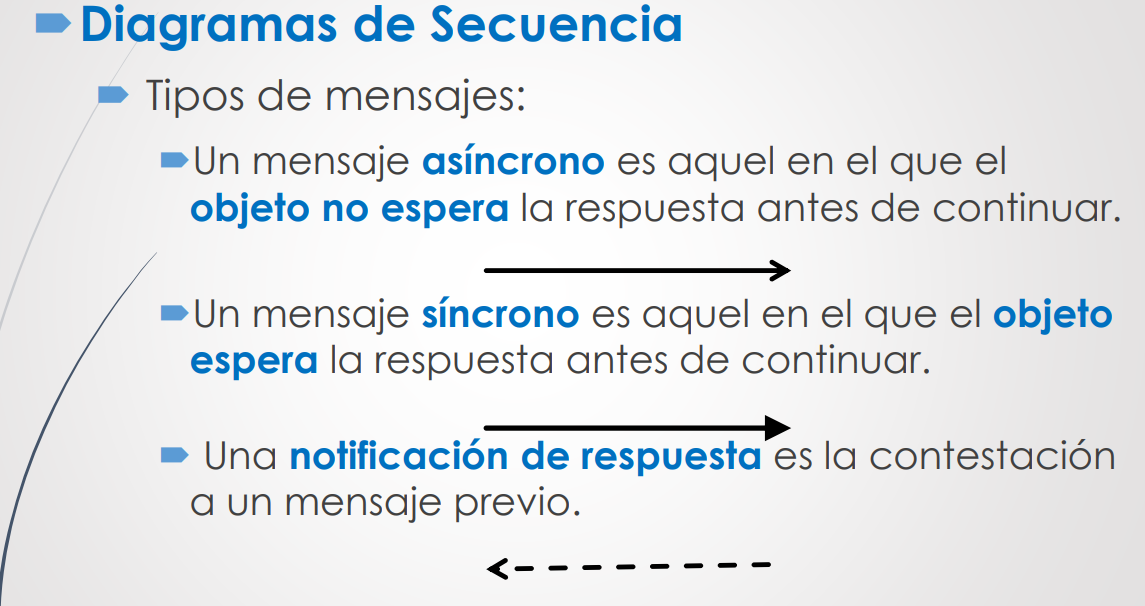 Diagramas de Secuencia
Tipos de mensajes:
Un mensaje asíncrono es aquel en el que el
objeto no espera la respuesta antes de continuar.
Un mensaje síncrono es aquel en el que el objeto
espera la respuesta antes de continuar.
Una notificación de respuesta es la contestación
a un mensaje previo.